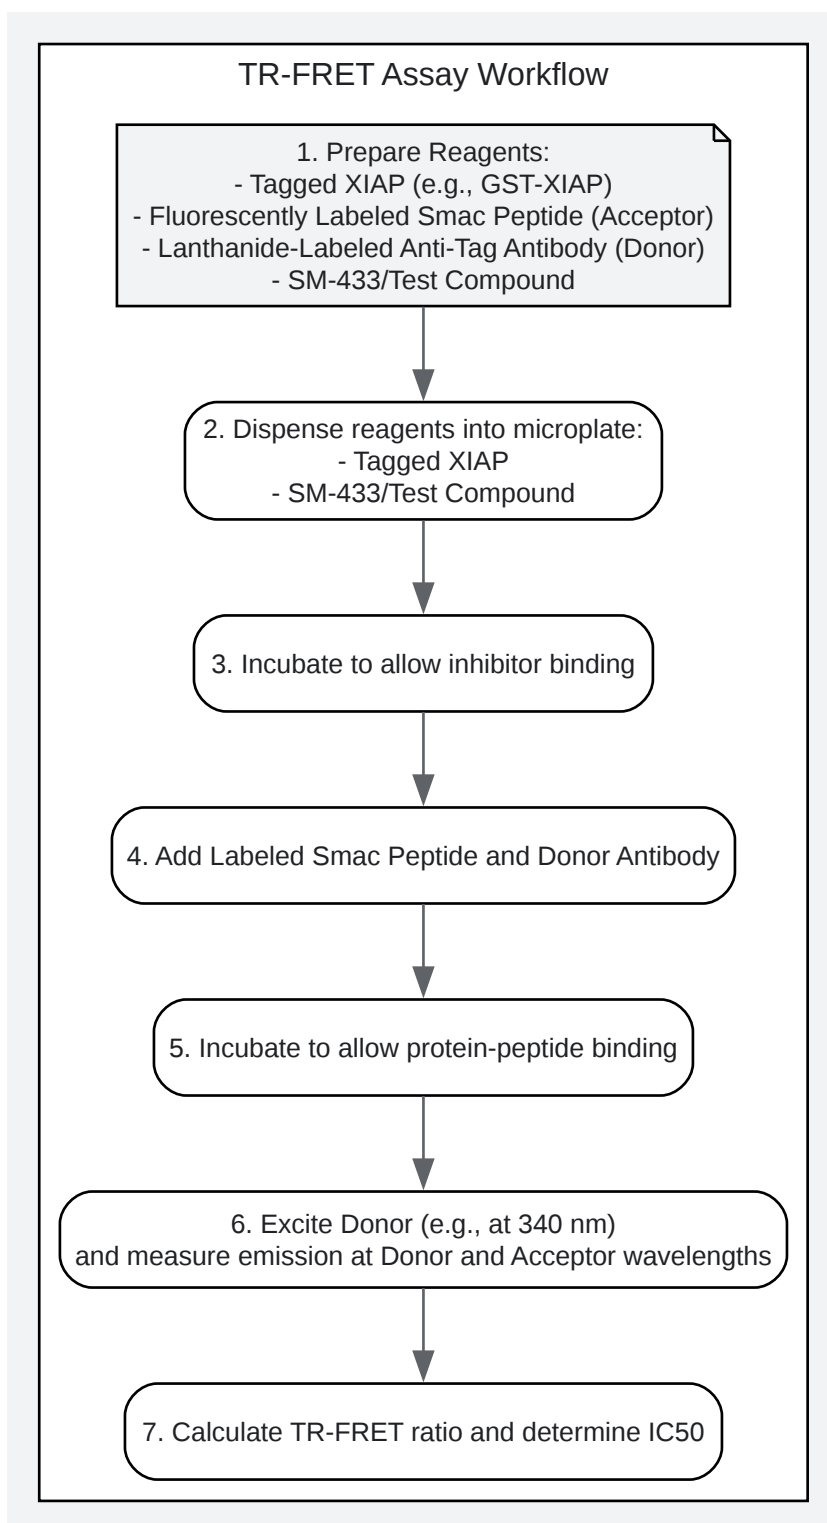 TR-FRET Assay Workflow
1. Prepare Reagents:
- Tagged XIAP (e.g., GST-XIAP)
- Fluorescently Labeled Smac Peptide (Acceptor)
- Lanthanide-Labeled Anti-Tag Antibody (Donor)
- SM-433/Test Compound
2. Dispense reagents into microplate:
- Tagged XIAP
- SM-433/Test Compound
3. Incubate to allow inhibitor binding
4. Add Labeled Smac Peptide and Donor Antibody
5. Incubate to allow protein-peptide binding
6. Excite Donor (e.g., at 340 nm)
and measure emission at Donor and Acceptor wavelengths
7. Calculate TR-FRET ratio and determine IC50